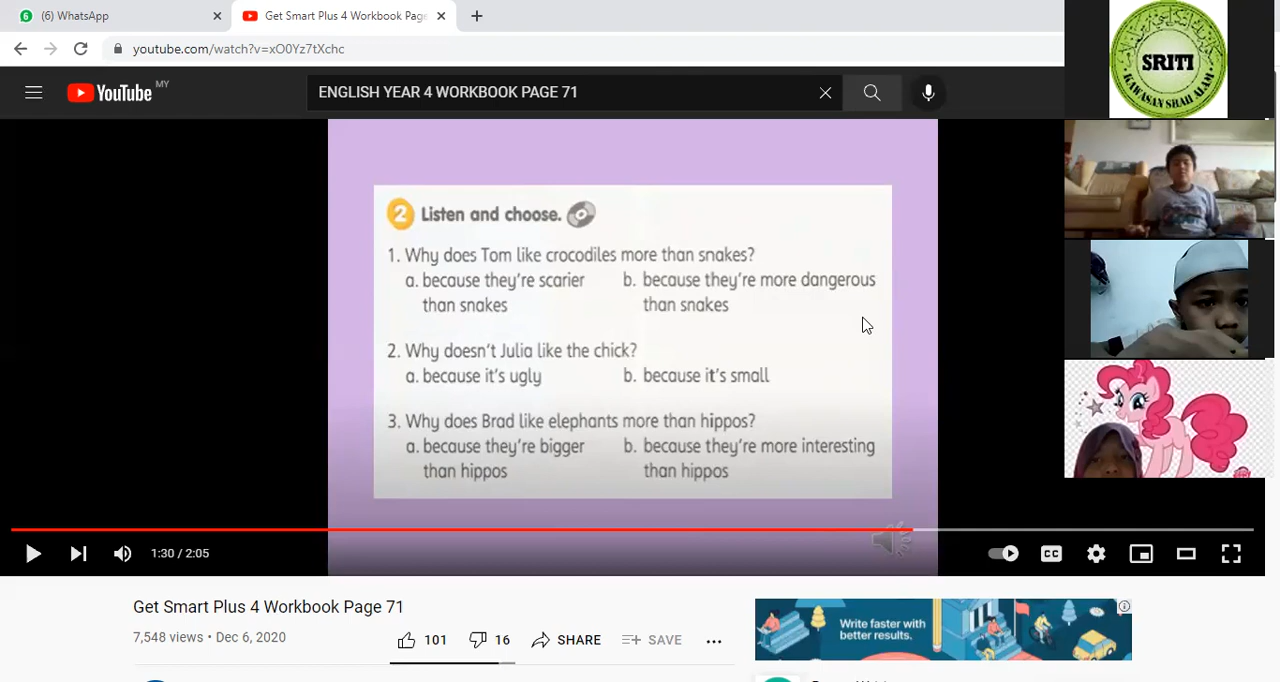 (6) WhatsApp
Get Smart Plus 4 Workbook Page
youtube.com/watch?v=xO0Yz7tXchc
YouTube MY
ENGLISH YEAR 4 WORKBOOK PAGE 71
SRITI
KAWASAN SHAH ALAM
2 Listen and choose.
1. Why does Tom like crocodiles more than snakes?
a. because they're scarier b. because they're more dangerous
than snakes than snakes
2. Why doesn't Julia like the chick?
a. because it's ugly b. because it's small
3. Why does Brad like elephants more than hippos?
a. because they're bigger b. because they're more interesting
than hippos than hippos
1:30 / 2:05
CC
Get Smart Plus 4 Workbook Page 71
7,548 views • Dec 6, 2020
101 16 SHARE SAVE
Write faster with
better results.